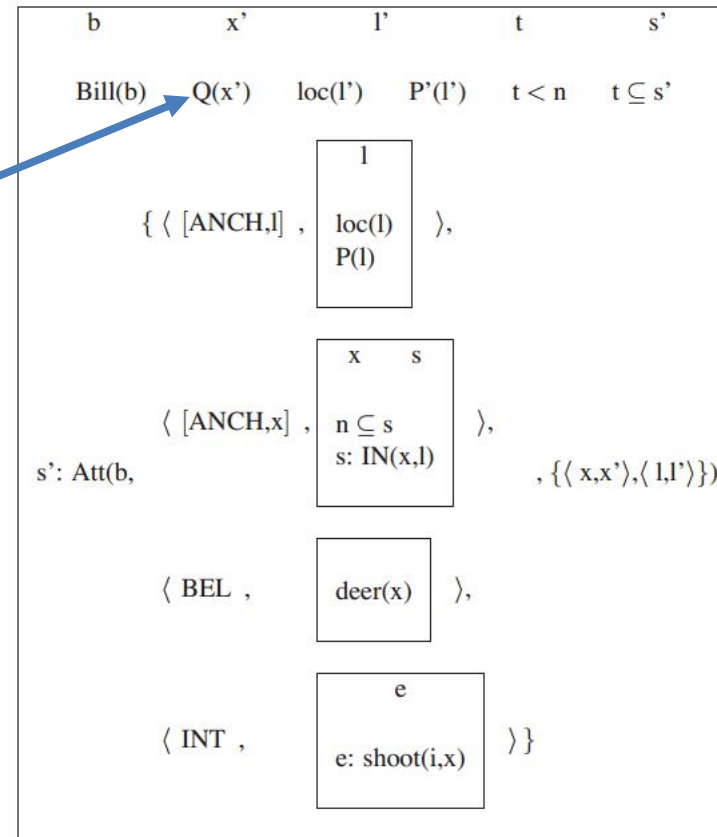 b x’ l’ t s’
Bill(b) Q(x’) loc(l’) P’(l’) t < n t ⊆ s’
l
{ ⟨ [ANCH,l] , loc(l) ⟩,
P(l)
x s
⟨ [ANCH,x] , n ⊆ s ⟩,
s: IN(x,l)
s’: Att(b, , {⟨ x,x’⟩,⟨ l,l’⟩})
⟨ BEL , deer(x) ⟩,
e
⟨ INT , e: shoot(i,x) ⟩ }